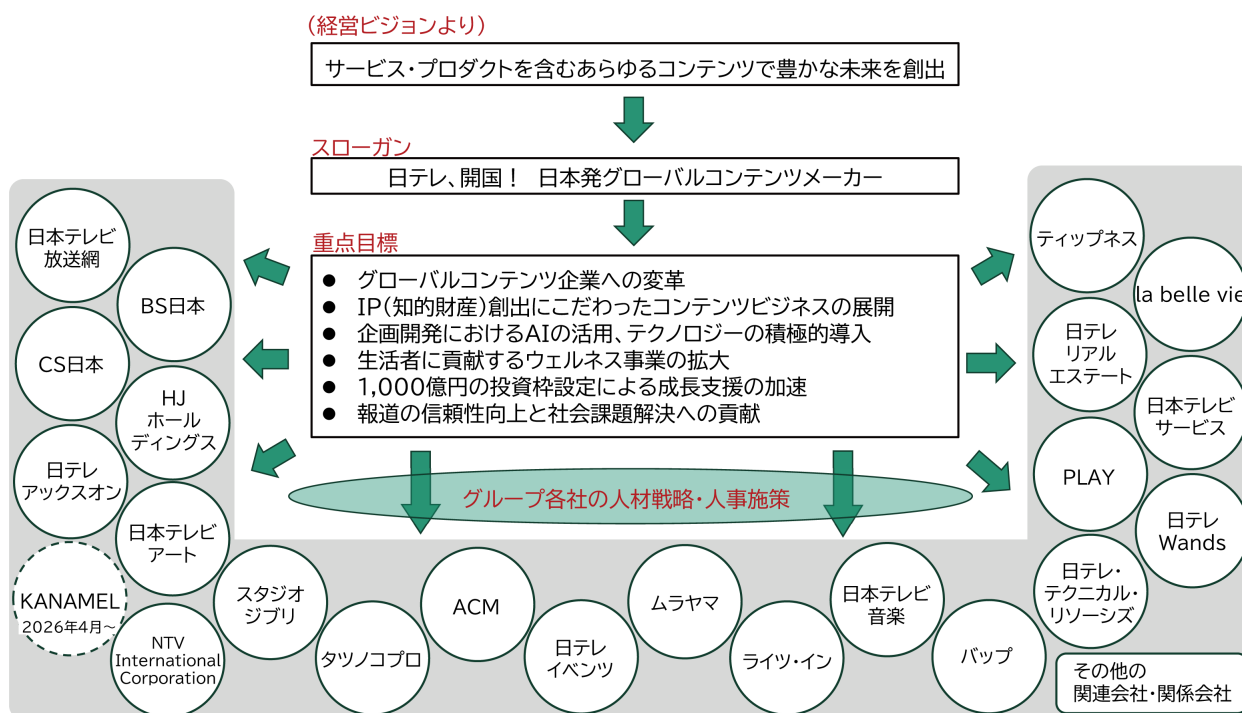 (経営ビジョンより)
サービス・プロダクトを含むあらゆるコンテンツで豊かな未来を創出
スローガン
日テレ、開国！ 日本発グローバルコンテンツメーカー
重点目標
● グローバルコンテンツ企業への変革
● IP(知的財産)創出にこだわったコンテンツビジネスの展開
● 企画開発におけるAIの活用、テクノロジーの積極的導入
● 生活者に貢献するウェルネス事業の拡大
● 1,000億円の投資枠設定による成長支援の加速
● 報道の信頼性向上と社会課題解決への貢献
グループ各社の人材戦略・人事施策
日本テレビ
放送網
BS日本
CS日本
HJ
ホール
ディングス
日テレ
アックスオン
日本テレビ
アート
KANAMEL
2026年4月～
NTV
International
Corporation
スタジオ
ジブリ
タツノコプロ
ACM
日テレ
イベンツ
ムラヤマ
ライツ・イン
日本テレビ
音楽
バップ
ティップネス
la belle vie
日テレ
リアル
エステート
日本テレビ
サービス
PLAY
日テレ
Wands
日テレ・
テクニカル・
リソーシズ
その他の
関連会社・関係会社